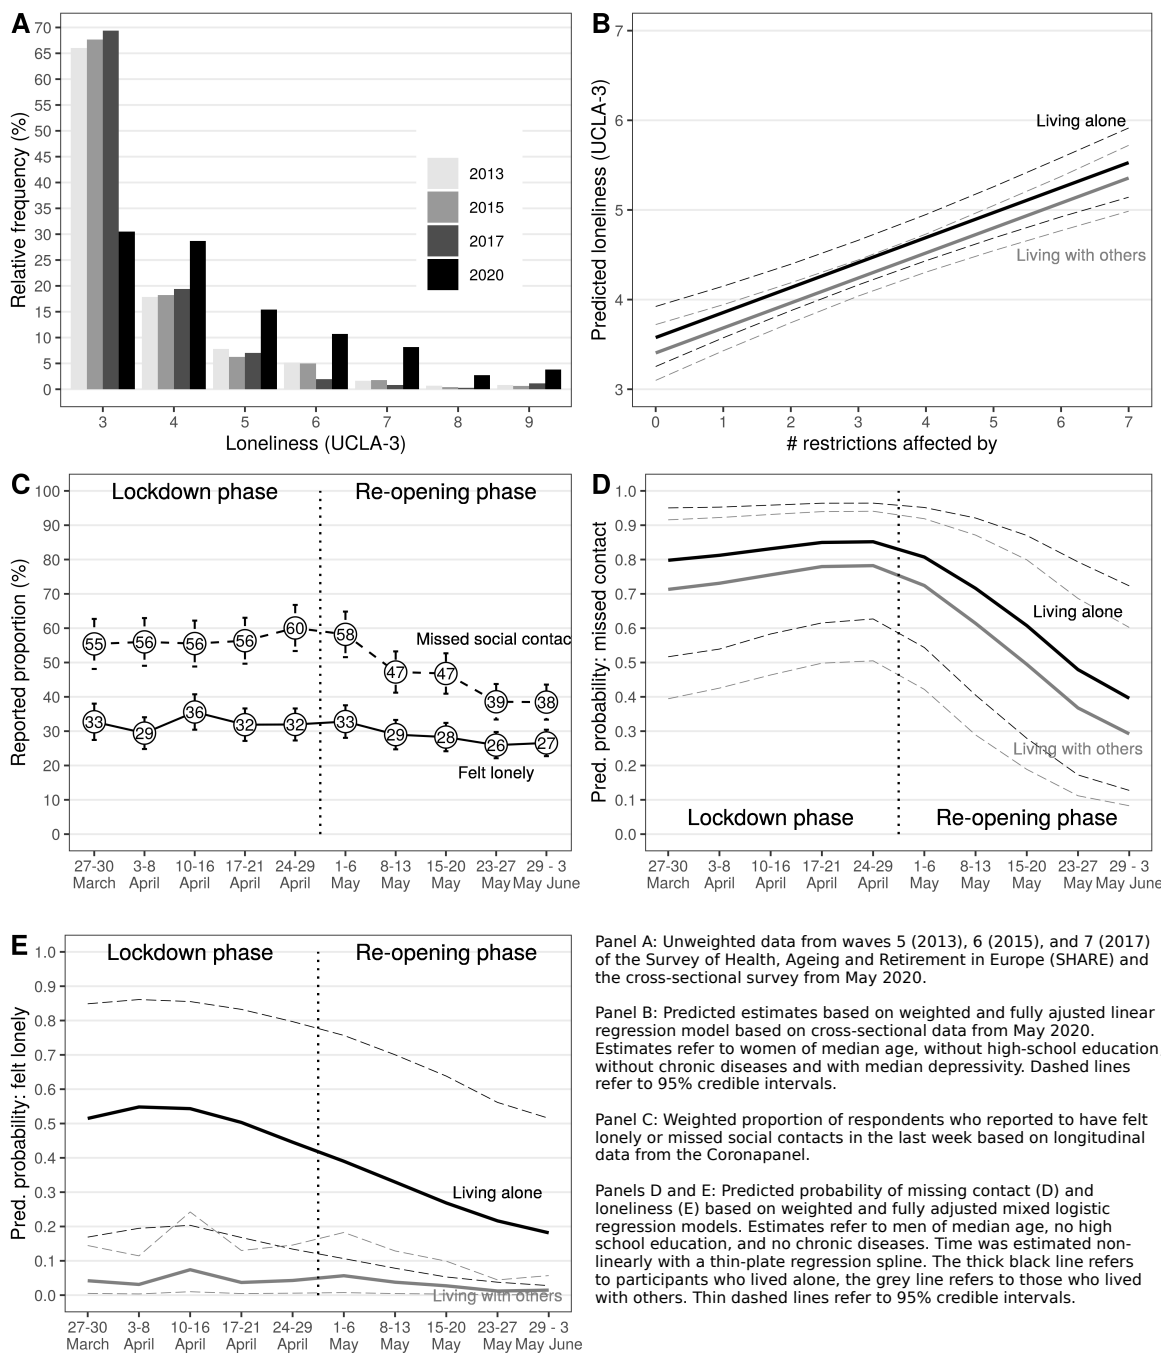 A
Relative frequency (%)
70
65
60
55
50
45
40
35
30
25
20
15
10
5
0
2013
2015
2017
2020
3 4 5 6 7 8 9
Loneliness (UCLA-3)
B
Predicted loneliness (UCLA-3)
7
6
5
4
3
Living alone
Living with others
0 1 2 3 4 5 6 7
# restrictions affected by
C
Reported proportion (%)
100
90
80
70
60
50
40
30
20
10
0
Lockdown phase
Re-opening phase
55 56 56 56 60 58 47 47 39 38
Missed social contac
33 29 36 32 32 33 29 28 26 27
Felt lonely
27-30 3-8 10-16 17-21 24-29 1-6 8-13 15-20 23-27 29 - 3
March April April April April May May May May May June
D
Pred. probability: missed contact
1.0
0.9
0.8
0.7
0.6
0.5
0.4
0.3
0.2
0.1
0.0
Living alone
Living with others
Lockdown phase
Re-opening phase
27-30 3-8 10-16 17-21 24-29 1-6 8-13 15-20 23-27 29 - 3
March April April April April May May May May May June
E
Pred. probability: felt lonely
1.0
0.9
0.8
0.7
0.6
0.5
0.4
0.3
0.2
0.1
0.0
Lockdown phase
Re-opening phase
Living alone
Living with others
27-30 3-8 10-16 17-21 24-29 1-6 8-13 15-20 23-27 29 - 3
March April April April April May May May May May June
Panel A: Unweighted data from waves 5 (2013), 6 (2015), and 7 (2017)
of the Survey of Health, Ageing and Retirement in Europe (SHARE) and
the cross-sectional survey from May 2020.
Panel B: Predicted estimates based on weighted and fully ajusted linear
regression model based on cross-sectional data from May 2020.
Estimates refer to women of median age, without high-school education
without chronic diseases and with median depressivity. Dashed lines
refer to 95% credible intervals.
Panel C: Weighted proportion of respondents who reported to have felt
lonely or missed social contacts in the last week based on longitudinal
data from the Coronapanel.
Panels D and E: Predicted probability of missing contact (D) and
loneliness (E) based on weighted and fully adjusted mixed logistic
regression models. Estimates refer to men of median age, no high
school education, and no chronic diseases. Time was estimated non-
linearly with a thin-plate regression spline. The thick black line refers
to participants who lived alone, the grey line refers to those who lived
with others. Thin dashed lines refer to 95% credible intervals.